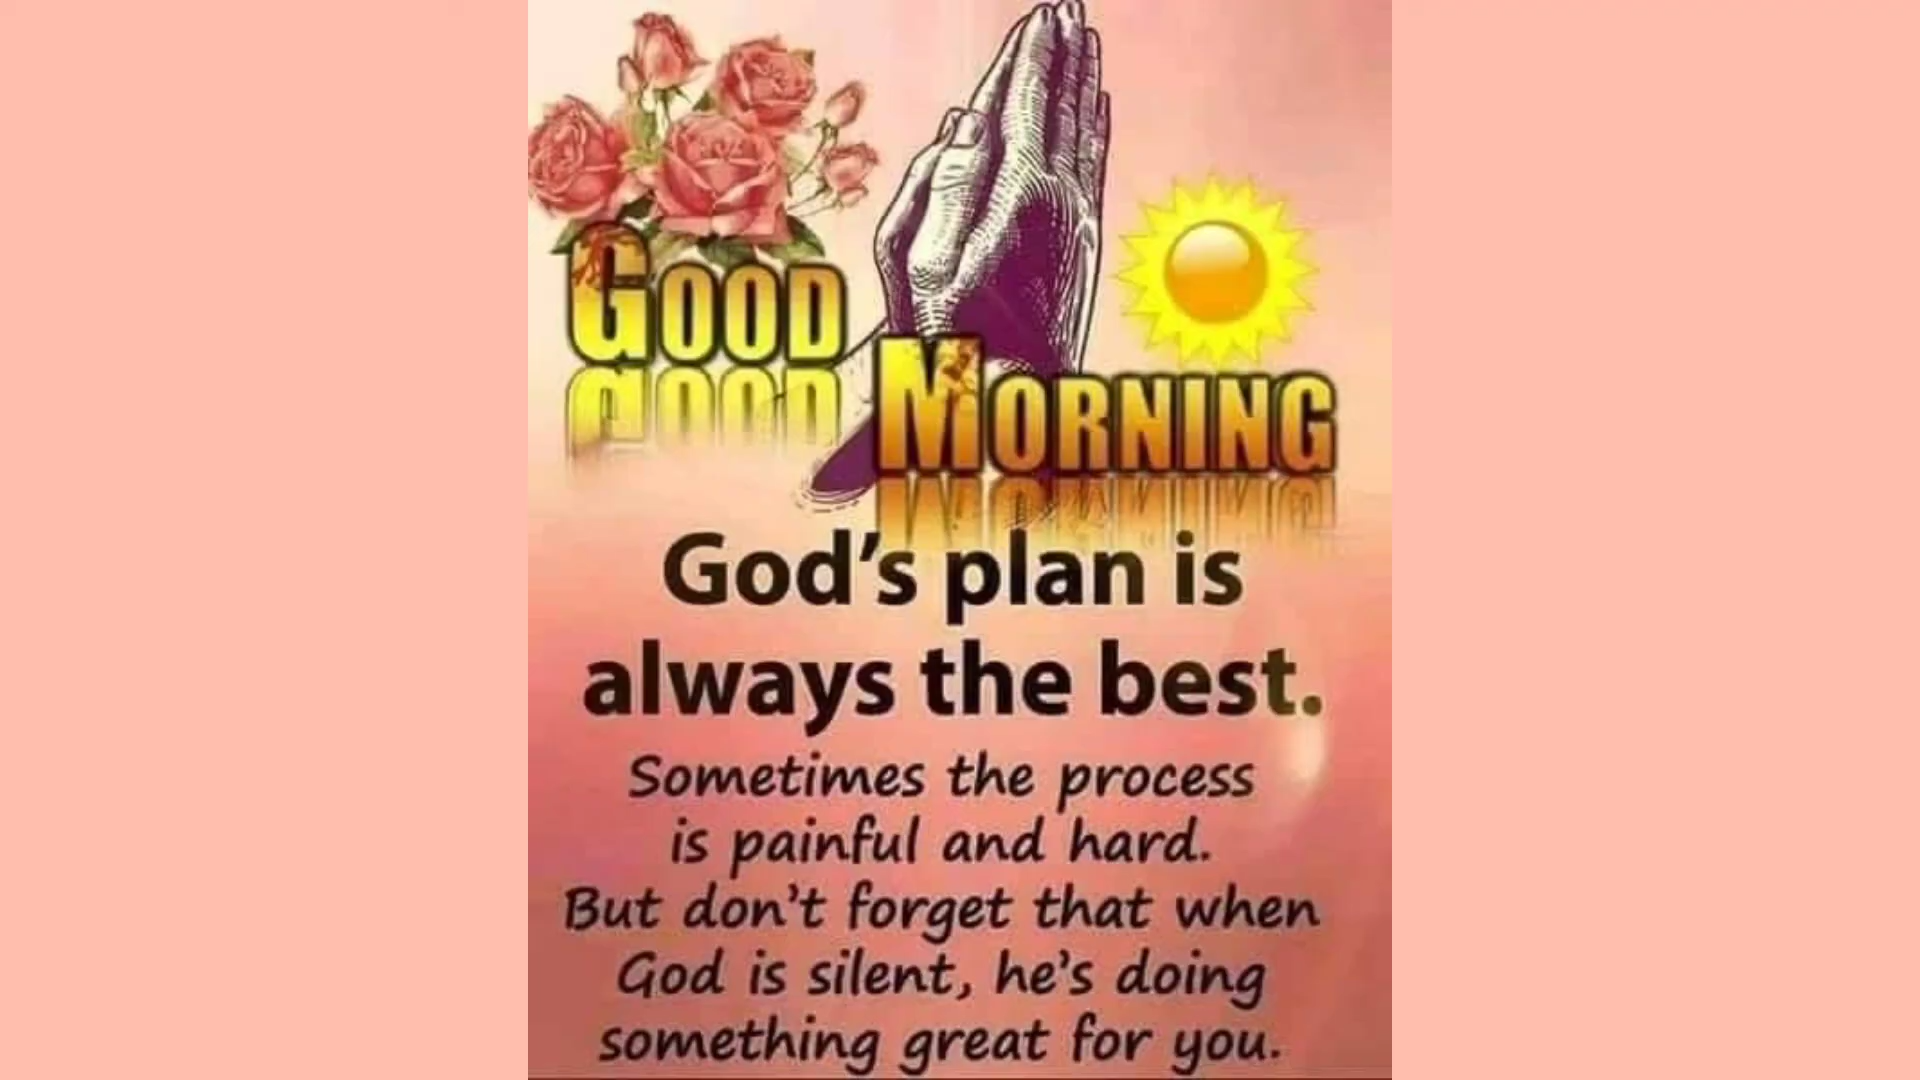 GOOD
MORNING
God's plan is
always the best.
Sometimes the process
is painful and hard.
But don't forget that when
God is silent, he's doing
something great for you.